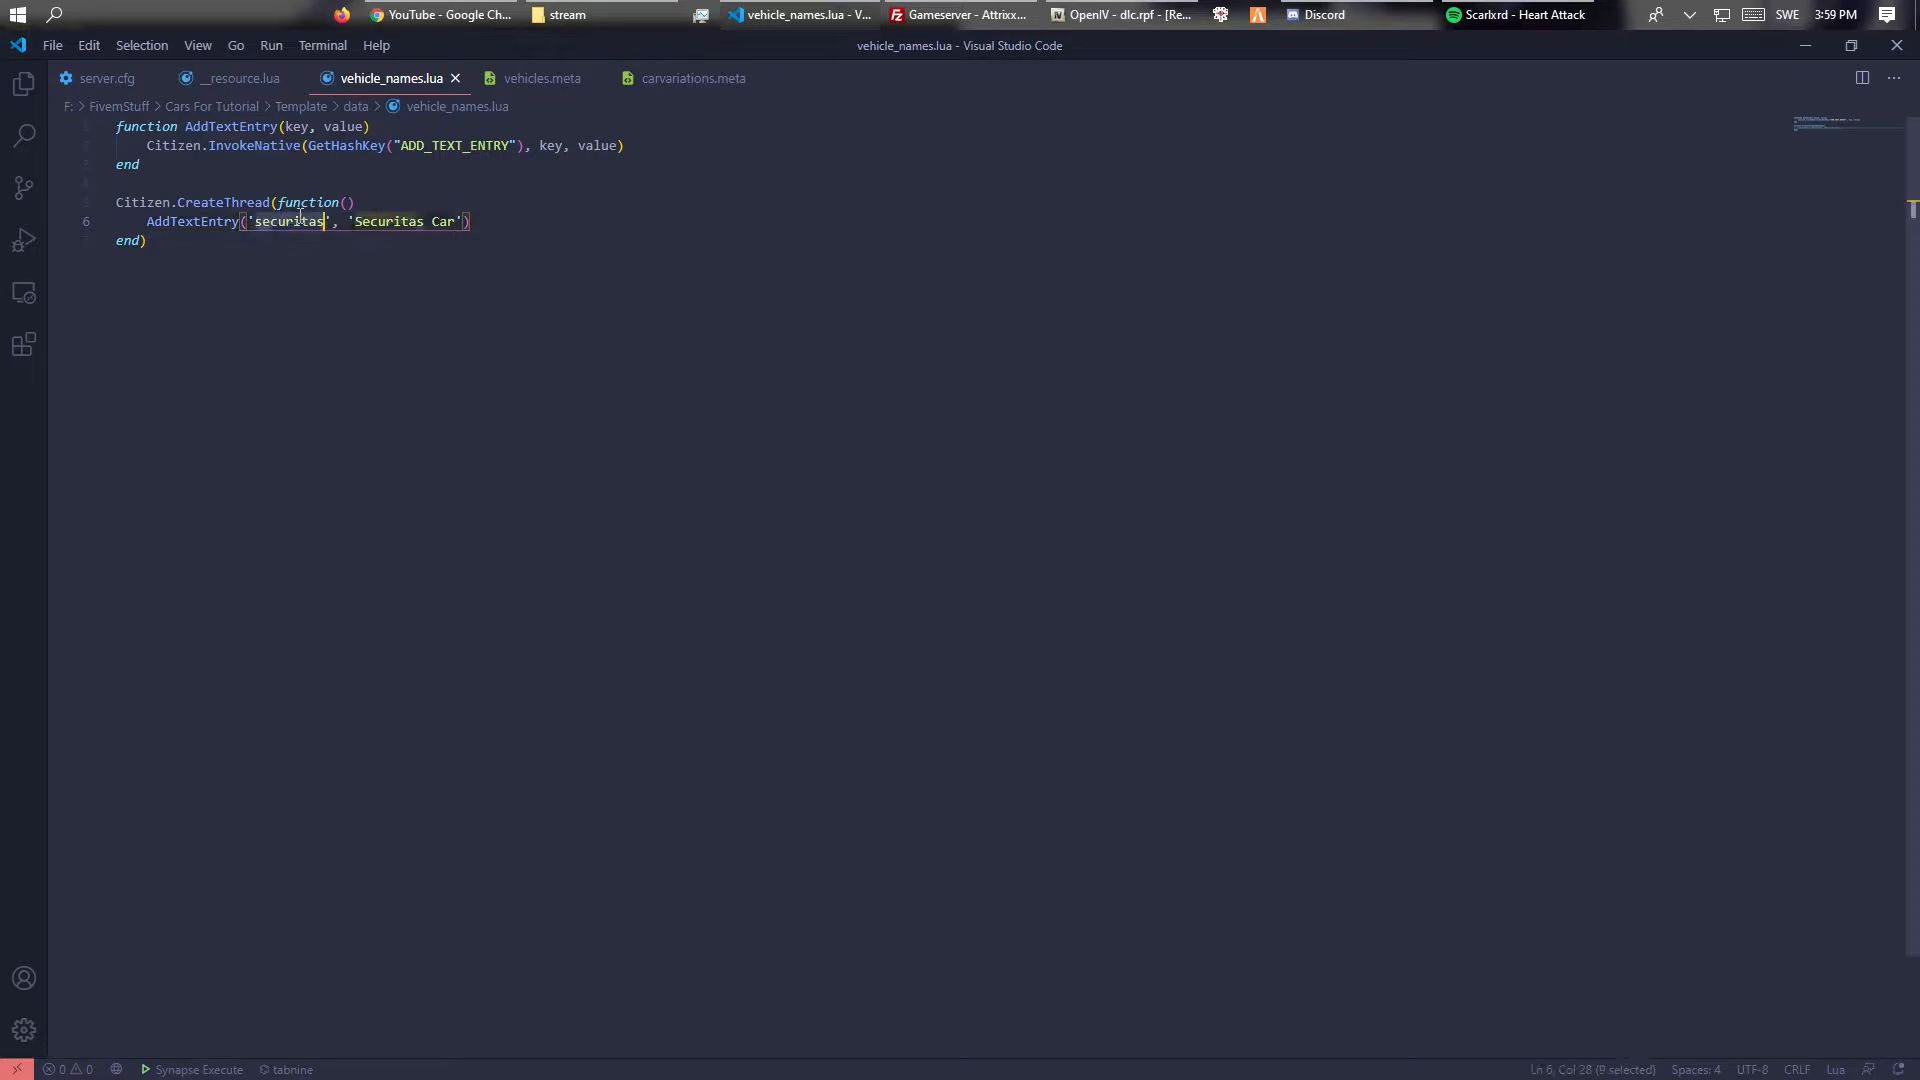 YouTube - Google Ch...
stream
vehicle_names.lua - V...
Gameserver - Attrixx...
OpenIV - dlc.rpf - [Re...
Discord
Scarlxrd - Heart Attack
SWE
3:59 PM
File Edit Selection View Go Run Terminal Help
vehicle_names.lua - Visual Studio Code
server.cfg
__resource.lua
vehicle_names.lua
vehicles.meta
carvariations.meta
F: > FivemStuff > Cars For Tutorial > Template > data > vehicle_names.lua
function AddTextEntry(key, value)
Citizen.InvokeNative(GetHashKey("ADD_TEXT_ENTRY"), key, value)
end
Citizen.CreateThread(function()
6 AddTextEntry('securitas', 'Securitas Car')
end)
0 0
Synapse Execute
tabnine
Ln 6, Col 28 (9 selected)
Spaces: 4
UTF-8
CRLF
Lua